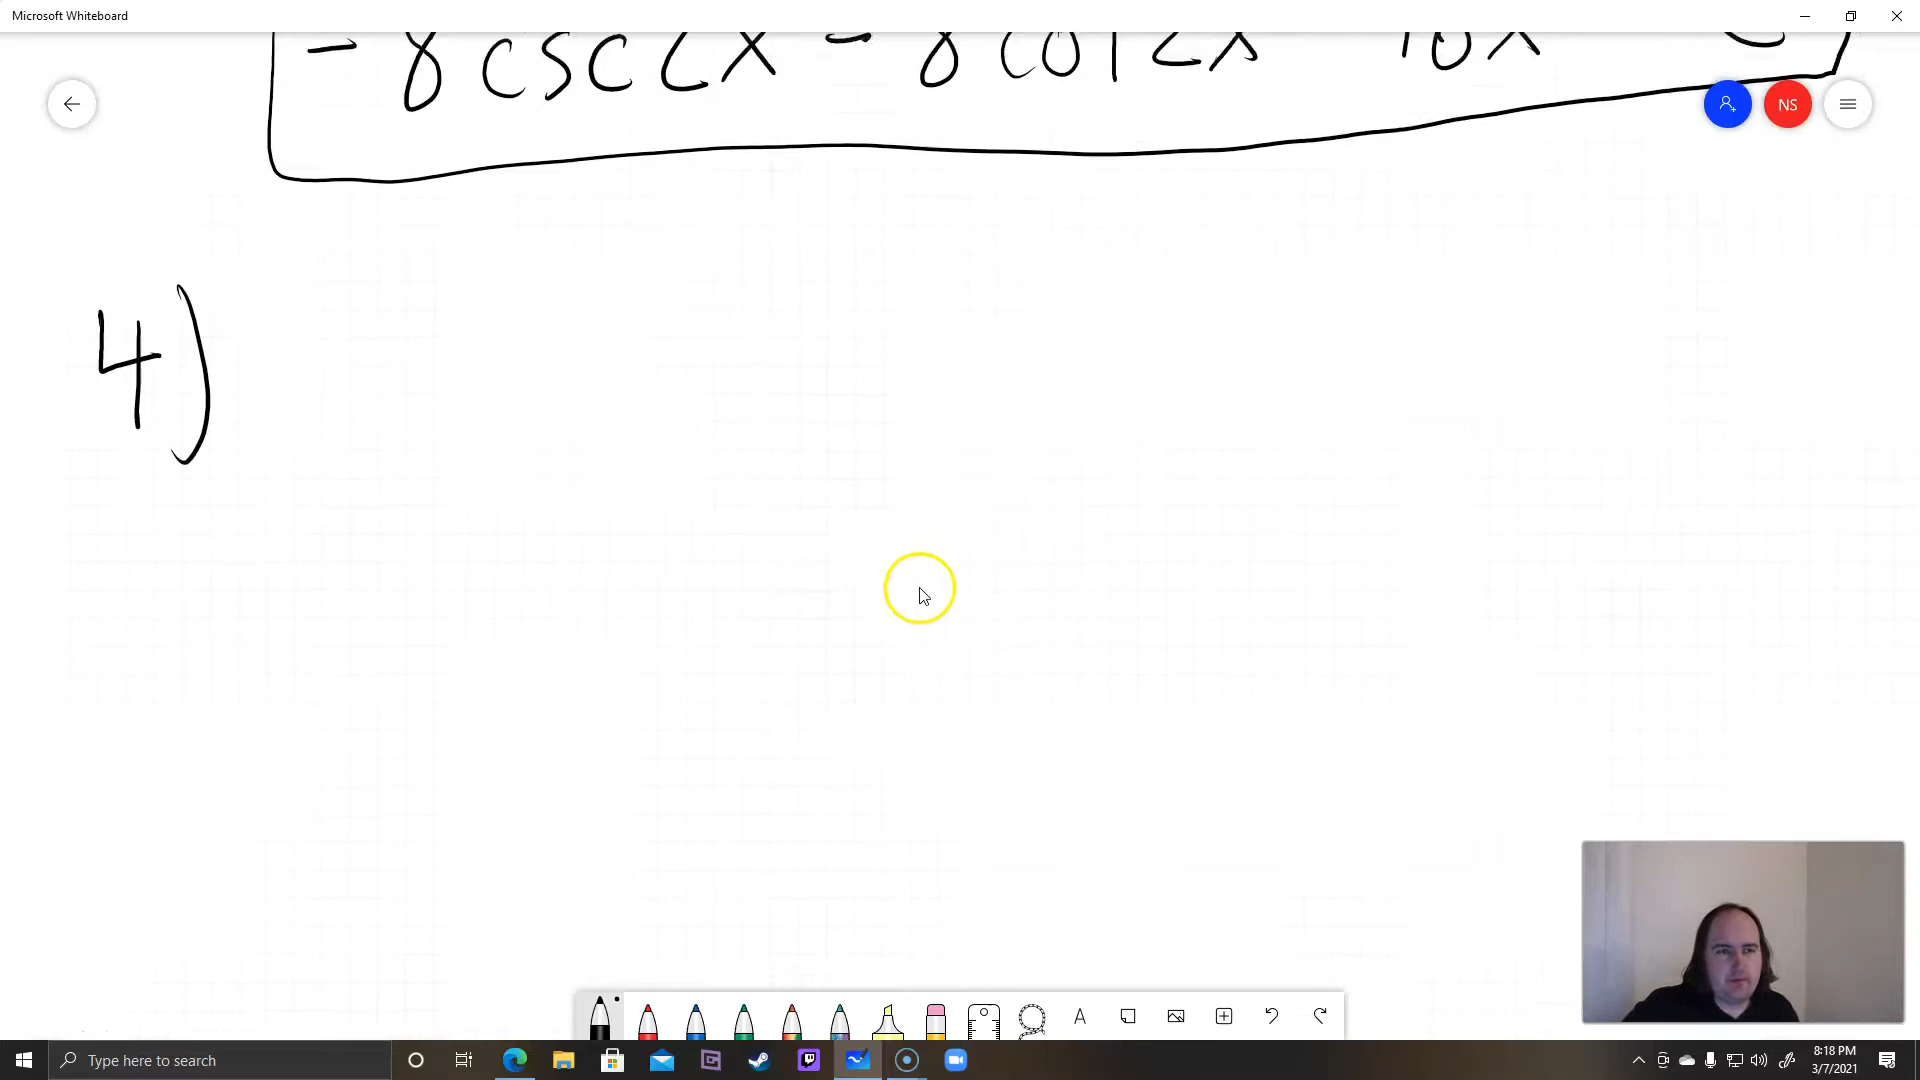 Microsoft Whiteboard
- 8 csc 2x - 8 cot 2x
4)
NS
A
Type here to search
8:18 PM
3/7/2021